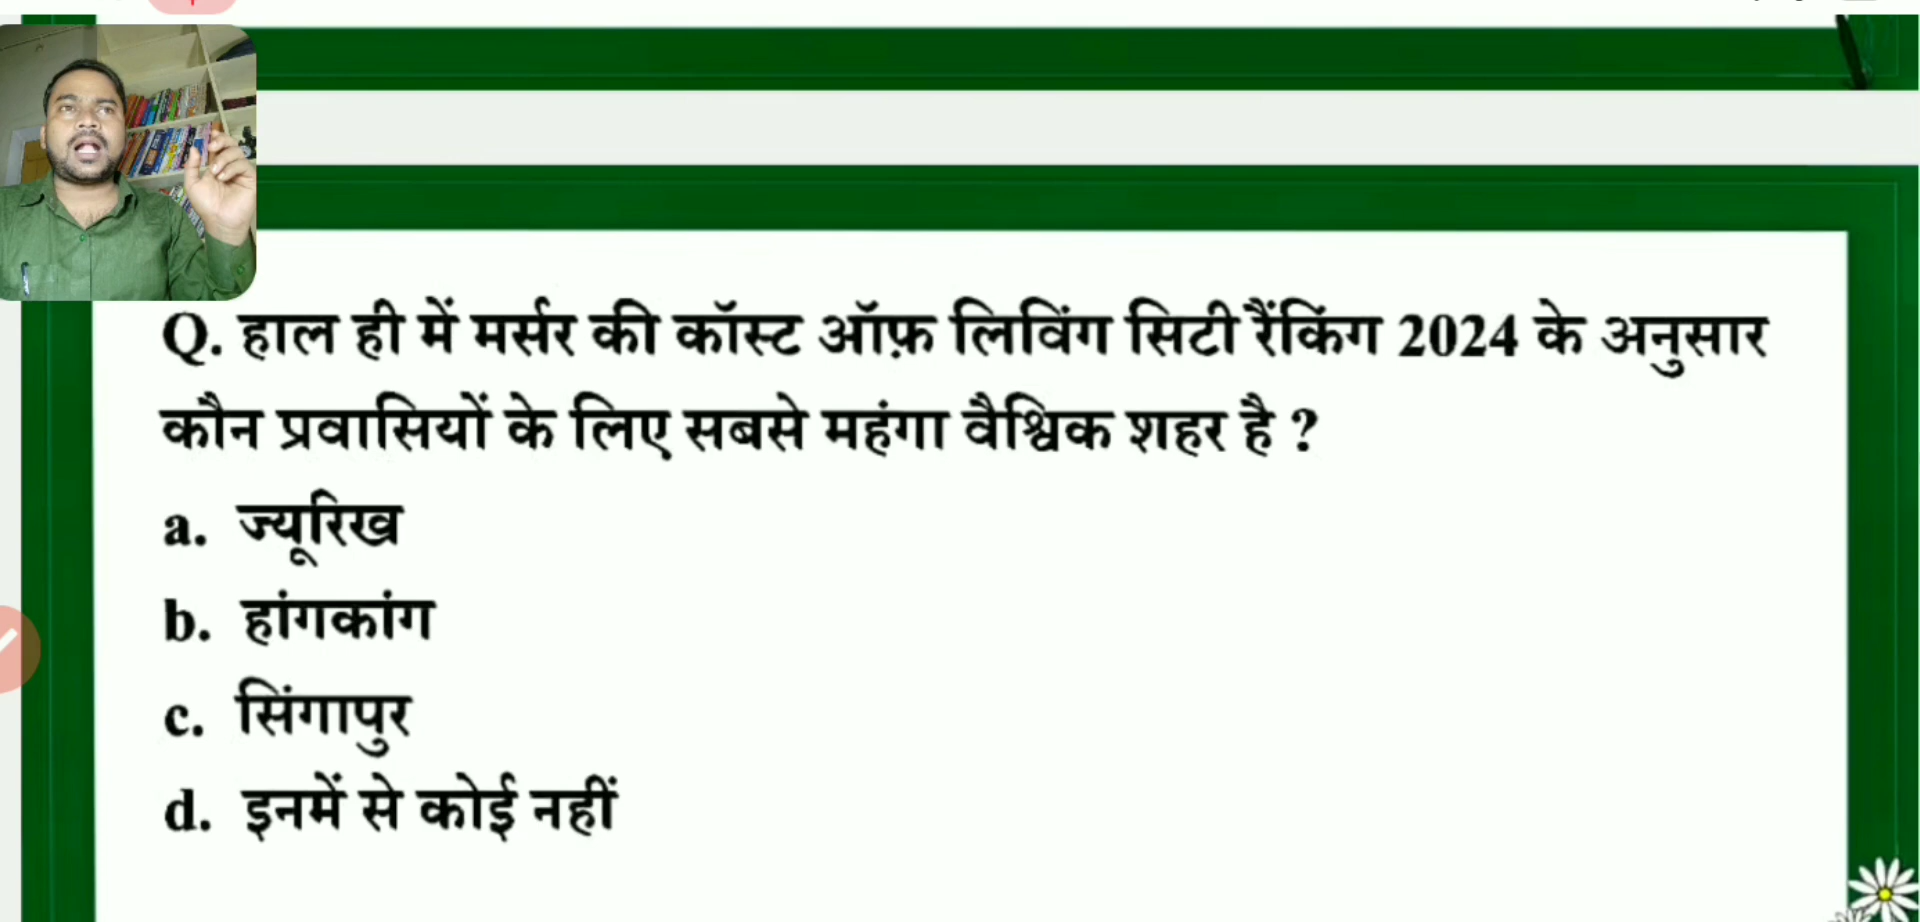 Q. हाल ही में मर्सर की कॉस्ट ऑफ़ लिविंग सिटी रैंकिंग 2024 के अनुसार
कौन प्रवासियों के लिए सबसे महंगा वैश्विक शहर है ?
a. ज्यूरिख
b. हांगकांग
c. सिंगापुर
d. इनमें से कोई नहीं